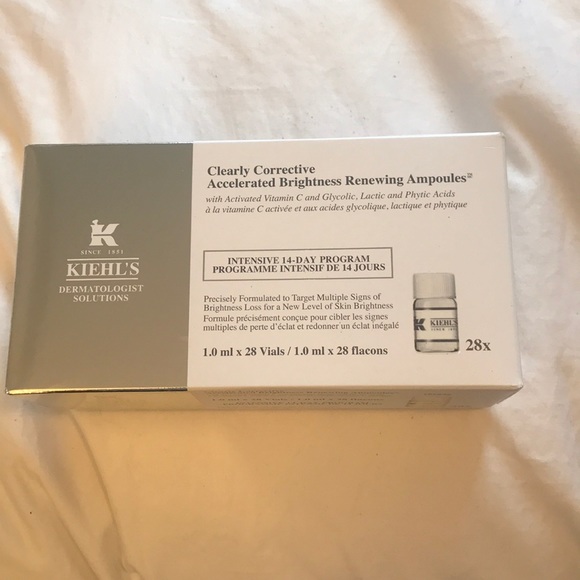 K
SINCE 1851
KIEHL'S
DERMATOLOGIST
SOLUTIONS
Clearly Corrective
Accelerated Brightness Renewing Ampoules
with Activated Vitamin C and Glycolic, Lactic and Phytic Acids
à la vitamine C activée et aux acides glycolique, lactique et phytique
INTENSIVE 14-DAY PROGRAM
PROGRAMME INTENSIF DE 14 JOURS
Precisely Formulated to Target Multiple Signs of
Brightness Loss for a New Level of Skin Brightness
Formule précisément conçue pour cibler les signes
multiples de perte d'éclat et redonner un éclat inégalé
1.0 ml x 28 Vials / 1.0 ml x 28 flacons
K KIEHL'S
28x